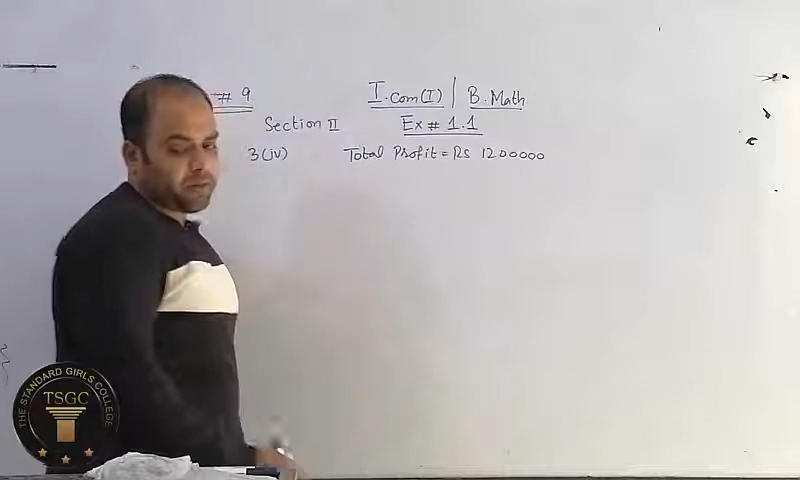 # 9
I.Com(I) | B.Math
Section II
Ex # 1.1
3(iv) Total Profit = Rs 1200000
THE STANDARD GIRLS COLLEGE
TSGC